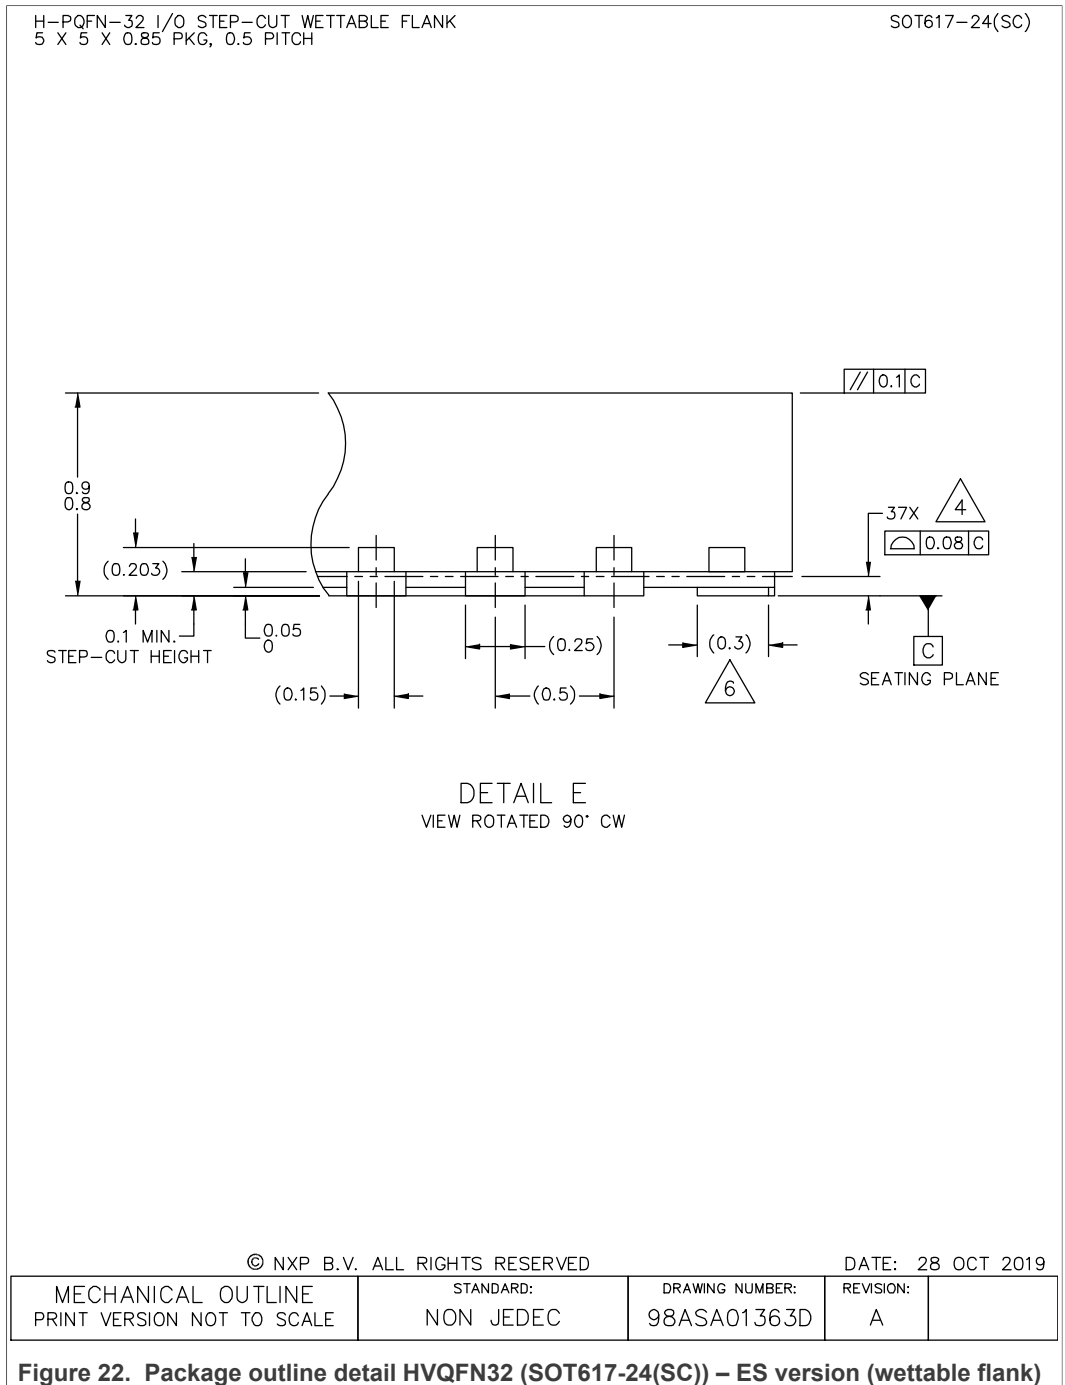 H-PQFN-32 I/O STEP-CUT WETTABLE FLANK
5 X 5 X 0.85 PKG, 0.5 PITCH
SOT617-24(SC)
// 0.1 C
0.9
0.8
37X
4
0.08 C
(0.203)
0.1 MIN.
STEP-CUT HEIGHT
0.05
0
(0.25)
(0.3)
C
SEATING PLANE
(0.15)
(0.5)
6
DETAIL E
VIEW ROTATED 90° CW
© NXP B.V. ALL RIGHTS RESERVED
DATE: 28 OCT 2019
MECHANICAL OUTLINE
PRINT VERSION NOT TO SCALE
STANDARD:
NON JEDEC
DRAWING NUMBER:
98ASA01363D
REVISION:
A
Figure 22. Package outline detail HVQFN32 (SOT617-24(SC)) – ES version (wettable flank)